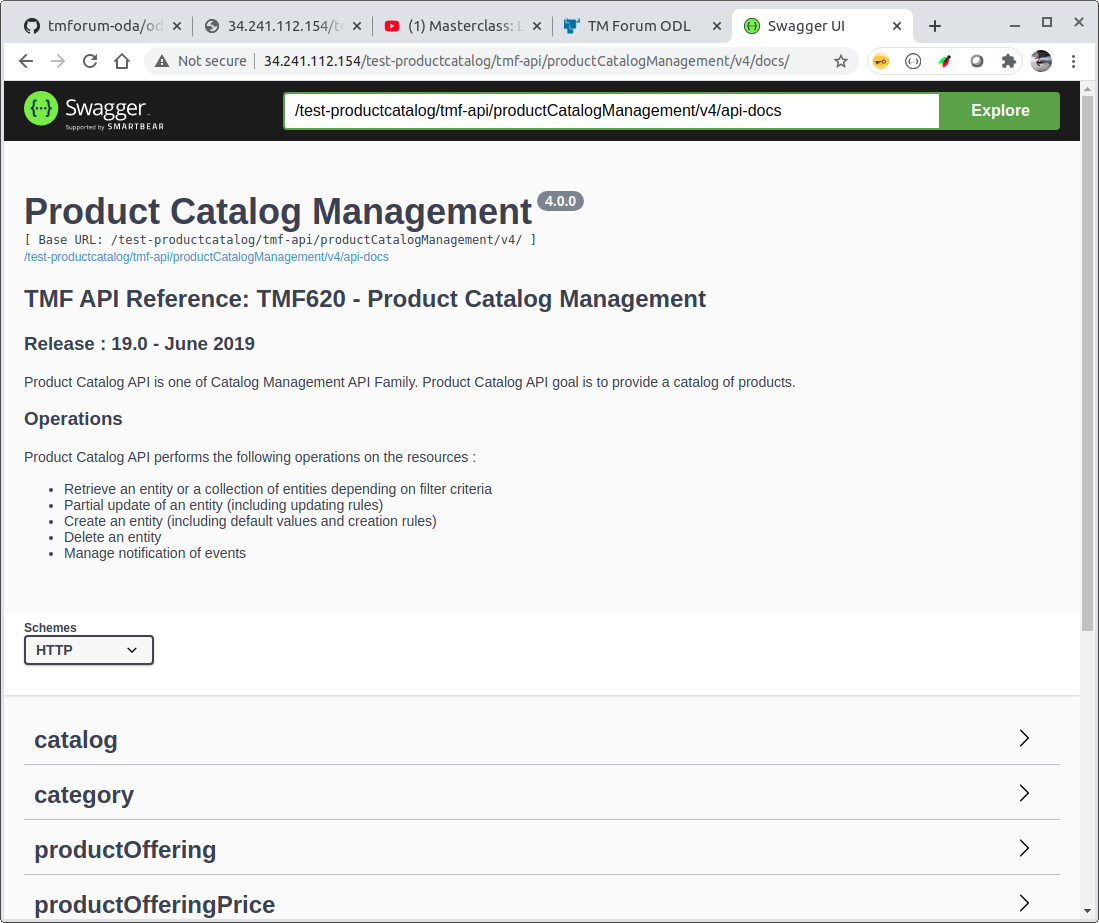 tmforum-oda/od
34.241.112.154/te
(1) Masterclass: L
TM Forum ODL
Swagger UI
Not secure
34.241.112.154/test-productcatalog/tmf-api/productCatalogManagement/v4/docs/
Swagger
Supported by SMARTBEAR
/test-productcatalog/tmf-api/productCatalogManagement/v4/api-docs
Explore
Product Catalog Management 4.0.0
[ Base URL: /test-productcatalog/tmf-api/productCatalogManagement/v4/ ]
/test-productcatalog/tmf-api/productCatalogManagement/v4/api-docs
TMF API Reference: TMF620 - Product Catalog Management
Release : 19.0 - June 2019
Product Catalog API is one of Catalog Management API Family. Product Catalog API goal is to provide a catalog of products.
Operations
Product Catalog API performs the following operations on the resources :
• Retrieve an entity or a collection of entities depending on filter criteria
• Partial update of an entity (including updating rules)
• Create an entity (including default values and creation rules)
• Delete an entity
• Manage notification of events
Schemes
HTTP
catalog
category
productOffering
productOfferingPrice